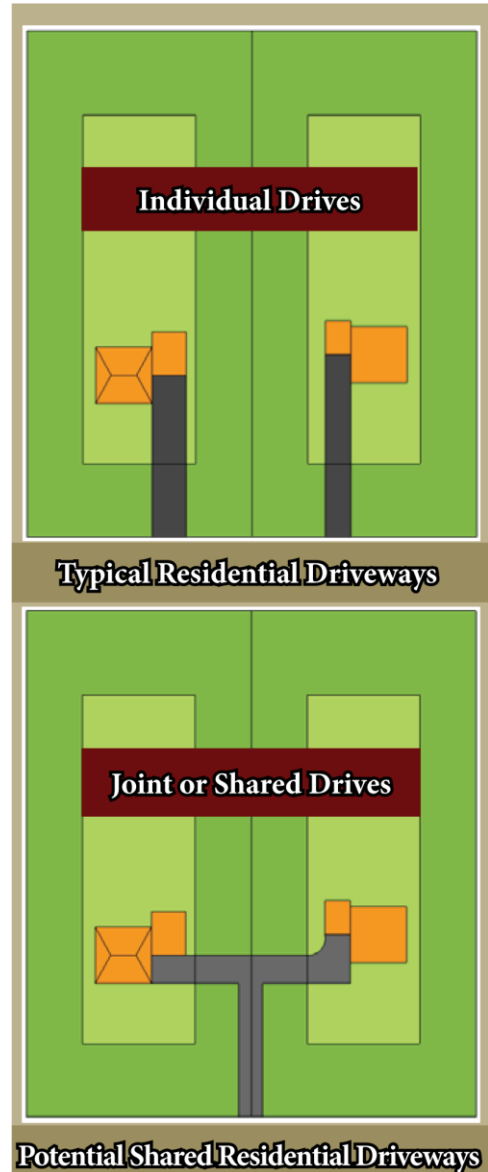 Individual Drives
Typical Residential Driveways
Joint or Shared Drives
Potential Shared Residential Driveways